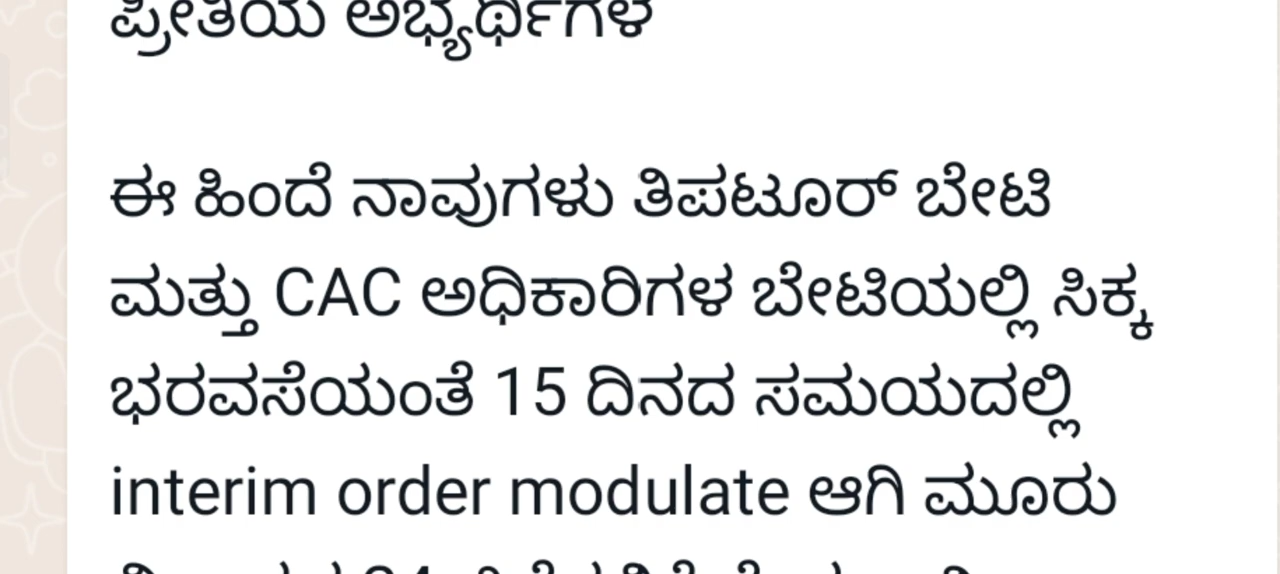 ಪ್ರೀತಿಯ ಅಭ್ಯರ್ಥಿಗಳೆ
ಈ ಹಿಂದೆ ನಾವುಗಳು ತಿಪಟೂರ್ ಬೇಟಿ
ಮತ್ತು CAC ಅಧಿಕಾರಿಗಳ ಬೇಟಿಯಲ್ಲಿ ಸಿಕ್ಕ
ಭರವಸೆಯಂತೆ 15 ದಿನದ ಸಮಯದಲ್ಲಿ
interim order modulate ಆಗಿ ಮೂರು